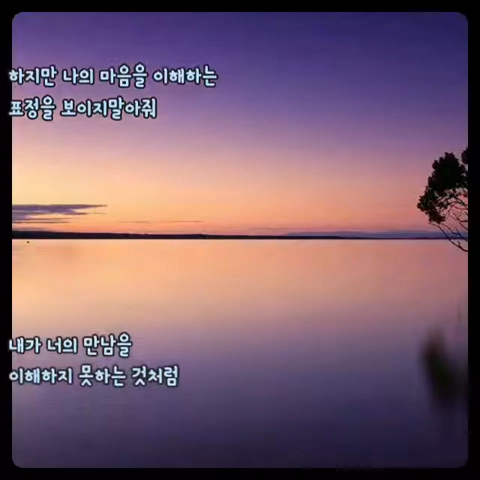 하지만 나의 마음을 이해하는
표정을 보이지말아줘
내가 너의 만남을
이해하지 못하는 것처럼